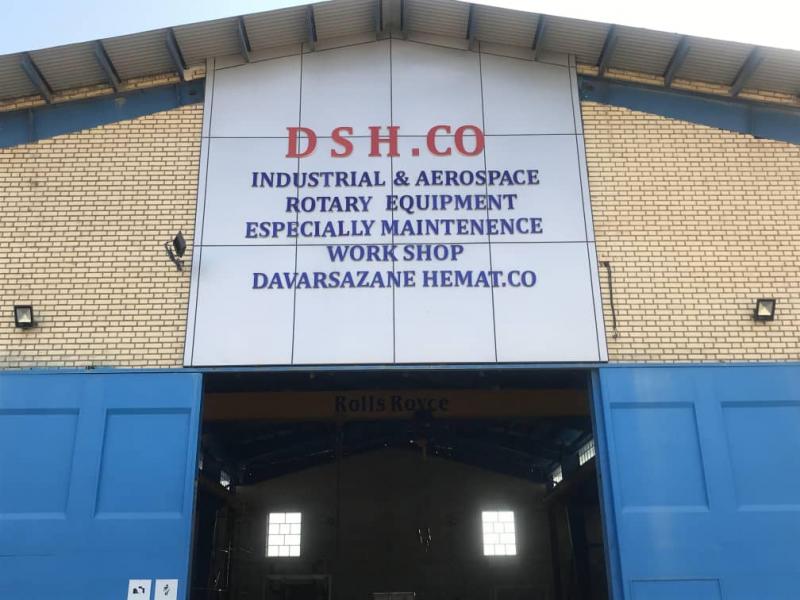 DSH.CO
INDUSTRIAL & AEROSPACE
ROTARY EQUIPMENT
ESPECIALLY MAINTENENCE
WORK SHOP
DAVARSAZANE HEMAT.CO
Rolls Royce